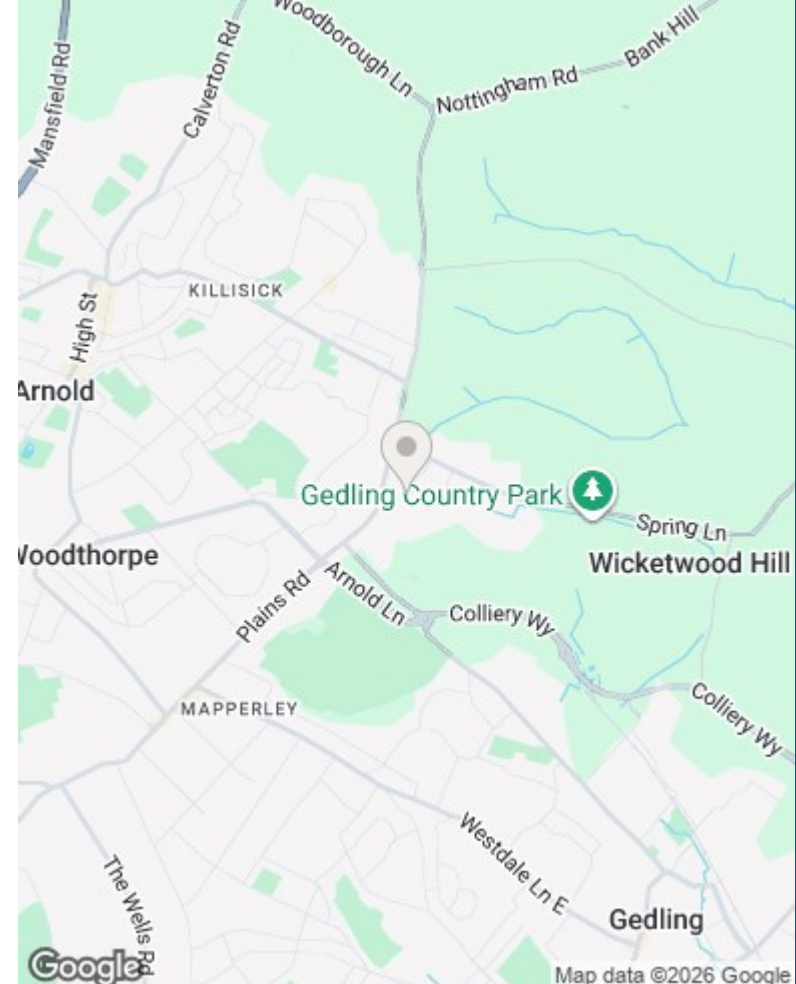 Woodborough Ln
Nottingham Rd
Bank Hill
Calverton Rd
Mansfield Rd
KILLISICK
High St
Arnold
Gedling Country Park
Spring Ln
Woodthorpe
Wicketwood Hill
Plains Rd
Arnold Ln
Colliery Wy
MAPPERLEY
Colliery Wy
Westdale Ln E
The Wells Rd
Gedling
Google
Map data ©2026 Google